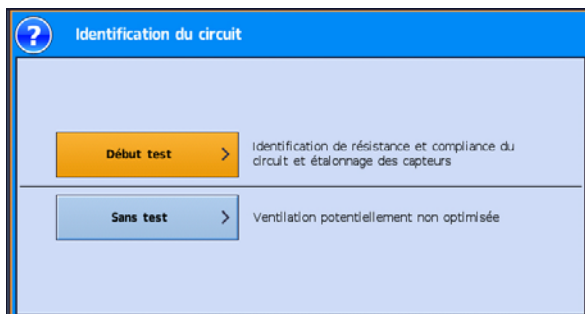 ?
Identification du circuit
Début test >
Identification de résistance et compliance du
circuit et étalonnage des capteurs
Sans test >
Ventilation potentiellement non optimisée